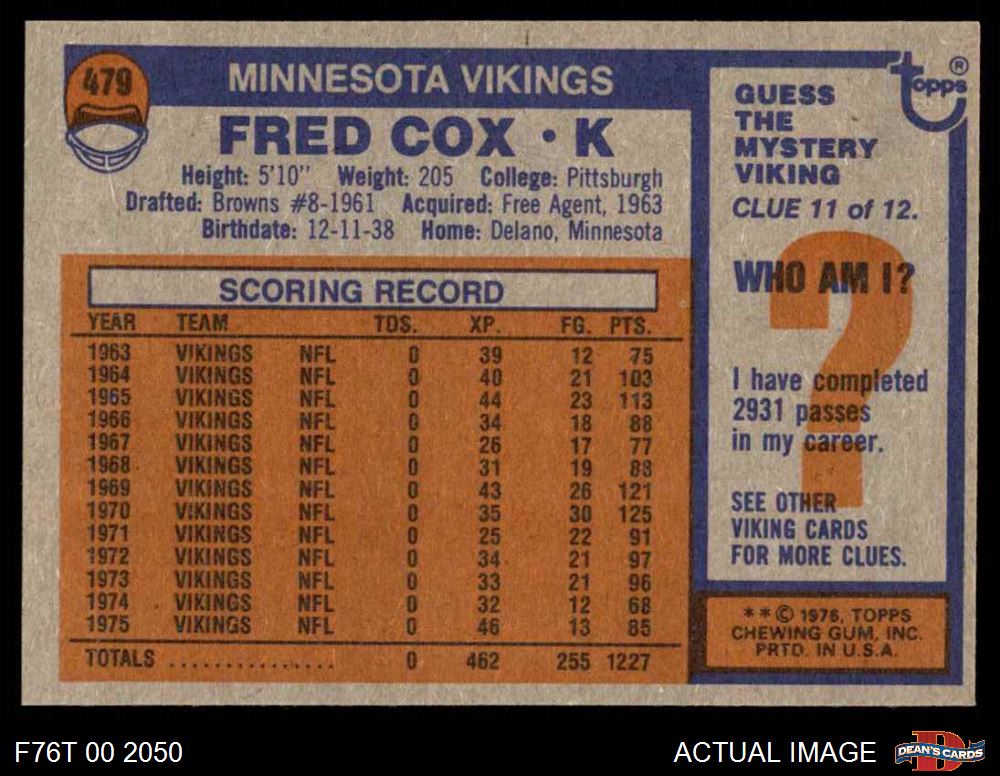 479
MINNESOTA VIKINGS
FRED COX • K
Height: 5'10" Weight: 205 College: Pittsburgh
Drafted: Browns #8-1961 Acquired: Free Agent, 1963
Birthdate: 12-11-38 Home: Delano, Minnesota
SCORING RECORD
YEAR TEAM TDS. XP. FG. PTS.
1963 VIKINGS NFL 0 39 12 75
1964 VIKINGS NFL 0 40 21 103
1965 VIKINGS NFL 0 44 23 113
1966 VIKINGS NFL 0 34 18 88
1967 VIKINGS NFL 0 26 17 77
1968 VIKINGS NFL 0 31 19 88
1969 VIKINGS NFL 0 43 26 121
1970 VIKINGS NFL 0 35 30 125
1971 VIKINGS NFL 0 25 22 91
1972 VIKINGS NFL 0 34 21 97
1973 VIKINGS NFL 0 33 21 96
1974 VIKINGS NFL 0 32 12 68
1975 VIKINGS NFL 0 46 13 85
TOTALS ................ 0 462 255 1227
topps ®
GUESS
THE
MYSTERY
VIKING
CLUE 11 of 12.
WHO AM I?
?
I have completed
2931 passes
in my career.
SEE OTHER
VIKING CARDS
FOR MORE CLUES.
**© 1976, TOPPS
CHEWING GUM, INC.
PRTD. IN U.S.A.
F76T 00 2050
ACTUAL IMAGE
D
DEAN'S CARDS